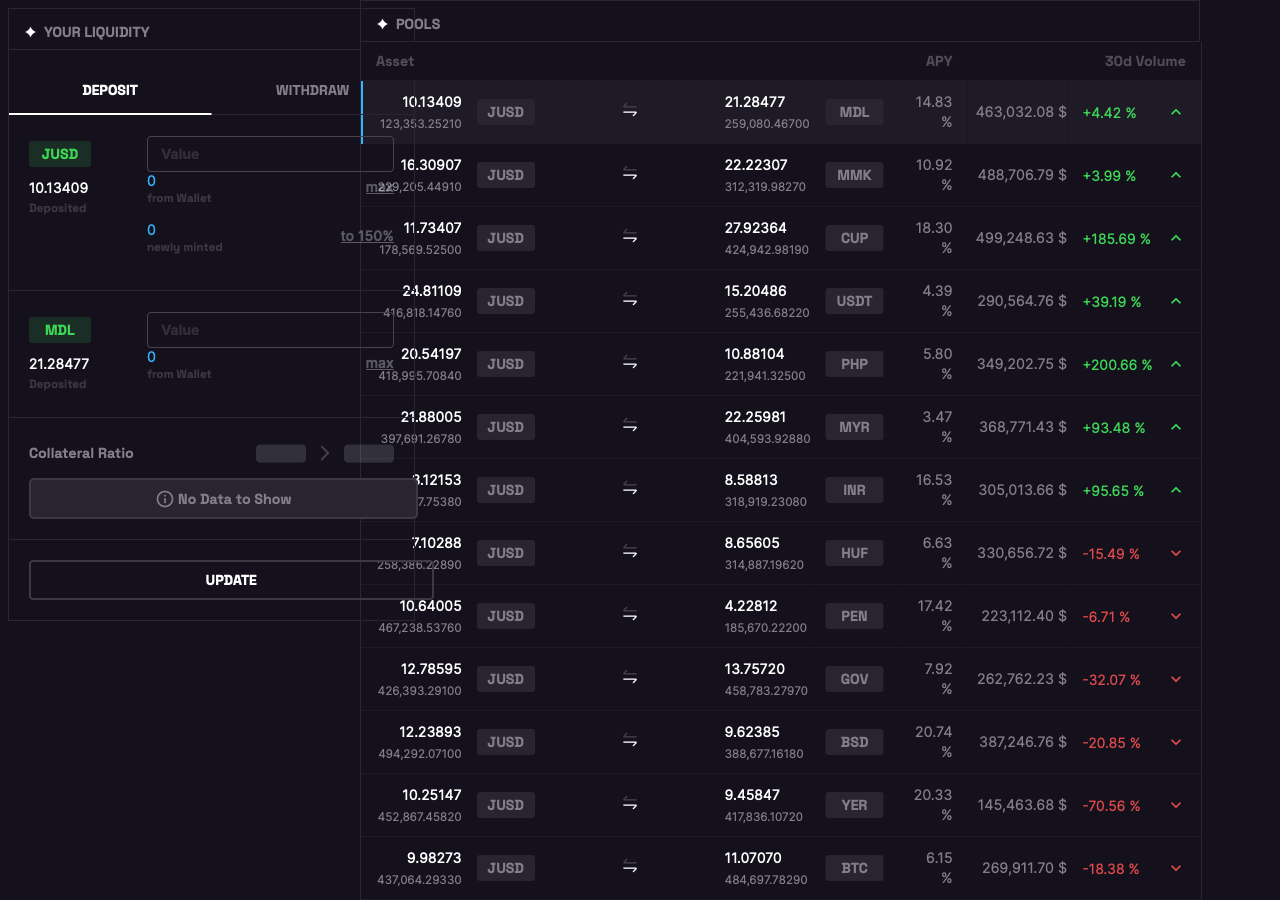 YOUR LIQUIDITY
DEPOSIT
WITHDRAW
JUSD
Value
10.13409
Deposited
0
from Wallet
max
0
newly minted
to 150%
MDL
Value
21.28477
Deposited
0
from Wallet
max
Collateral Ratio
No Data to Show
UPDATE
POOLS
Asset APY 30d Volume
10.13409 JUSD 21.28477 MDL 14.83 % 463,032.08 $ +4.42 %
123,353.25210 259,080.46700
16.30907 JUSD 22.22307 MMK 10.92 % 488,706.79 $ +3.99 %
229,205.44910 312,319.98270
11.73407 JUSD 27.92364 CUP 18.30 % 499,248.63 $ +185.69 %
178,569.52500 424,942.98190
24.81109 JUSD 15.20486 USDT 4.39 % 290,564.76 $ +39.19 %
416,818.14760 255,436.68220
20.54197 JUSD 10.88104 PHP 5.80 % 349,202.75 $ +200.66 %
418,995.70840 221,941.32500
21.88005 JUSD 22.25981 MYR 3.47 % 368,771.43 $ +93.48 %
397,691.26780 404,593.92880
JUSD 8.58813 INR 16.53 % 305,013.66 $ +95.65 %
318,919.23080
7.10288 JUSD 8.65605 HUF 6.63 % 330,656.72 $ -15.49 %
258,386.22890 314,887.19620
10.64005 JUSD 4.22812 PEN 17.42 % 223,112.40 $ -6.71 %
467,238.53760 185,670.22200
12.78595 JUSD 13.75720 GOV 7.92 % 262,762.23 $ -32.07 %
426,393.29100 458,783.27970
12.23893 JUSD 9.62385 BSD 20.74 % 387,246.76 $ -20.85 %
494,292.07100 388,677.16180
10.25147 JUSD 9.45847 YER 20.33 % 145,463.68 $ -70.56 %
452,867.45820 417,836.10720
9.98273 JUSD 11.07070 BTC 6.15 % 269,911.70 $ -18.38 %
437,064.29330 484,697.78290